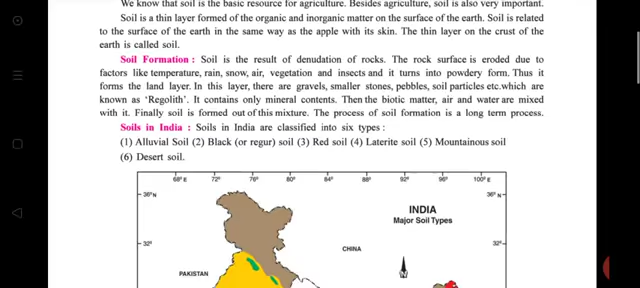 We know that soil is the basic resource for agriculture. Besides agriculture, soil is also very important.
Soil is a thin layer formed of the organic and inorganic matter on the surface of the earth. Soil is related
to the surface of the earth in the same way as the apple with its skin. The thin layer on the crust of the
earth is called soil.
Soil Formation : Soil is the result of denudation of rocks. The rock surface is eroded due to
factors like temperature, rain, snow, air, vegetation and insects and it turns into powdery form. Thus it
forms the land layer. In this layer, there are gravels, smaller stones, pebbles, soil particles etc.which are
known as ‘Regolith’. It contains only mineral contents. Then the biotic matter, air and water are mixed
with it. Finally soil is formed out of this mixture. The process of soil formation is a long term process.
Soils in India : Soils in India are classified into six types :
(1) Alluvial Soil (2) Black (or regur) soil (3) Red soil (4) Laterite soil (5) Mountainous soil
(6) Desert soil.
68° E 72° 76° 80° 84° 88° 92° 96° 100° E
36° N 36°
INDIA
Major Soil Types
32° 32°
CHINA
PAKISTAN